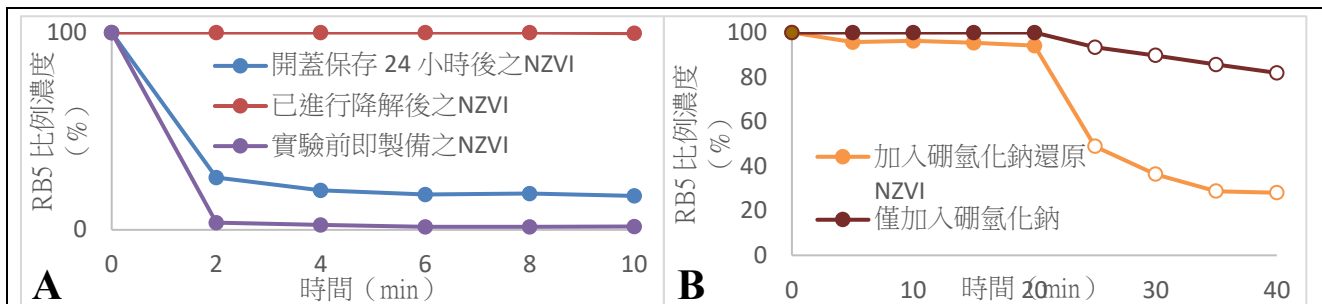 100
0
RB5 比例濃度
（%）
開蓋保存 24 小時後之NZVI
已進行降解後之NZVI
實驗前即製備之NZVI
0 2 4 6 8 10
時間（min）
A
100
80
60
40
20
0
RB5 比例濃度
（%）
加入硼氫化鈉還原
NZVI
僅加入硼氫化鈉
0 10 20 30 40
時間（min）
B